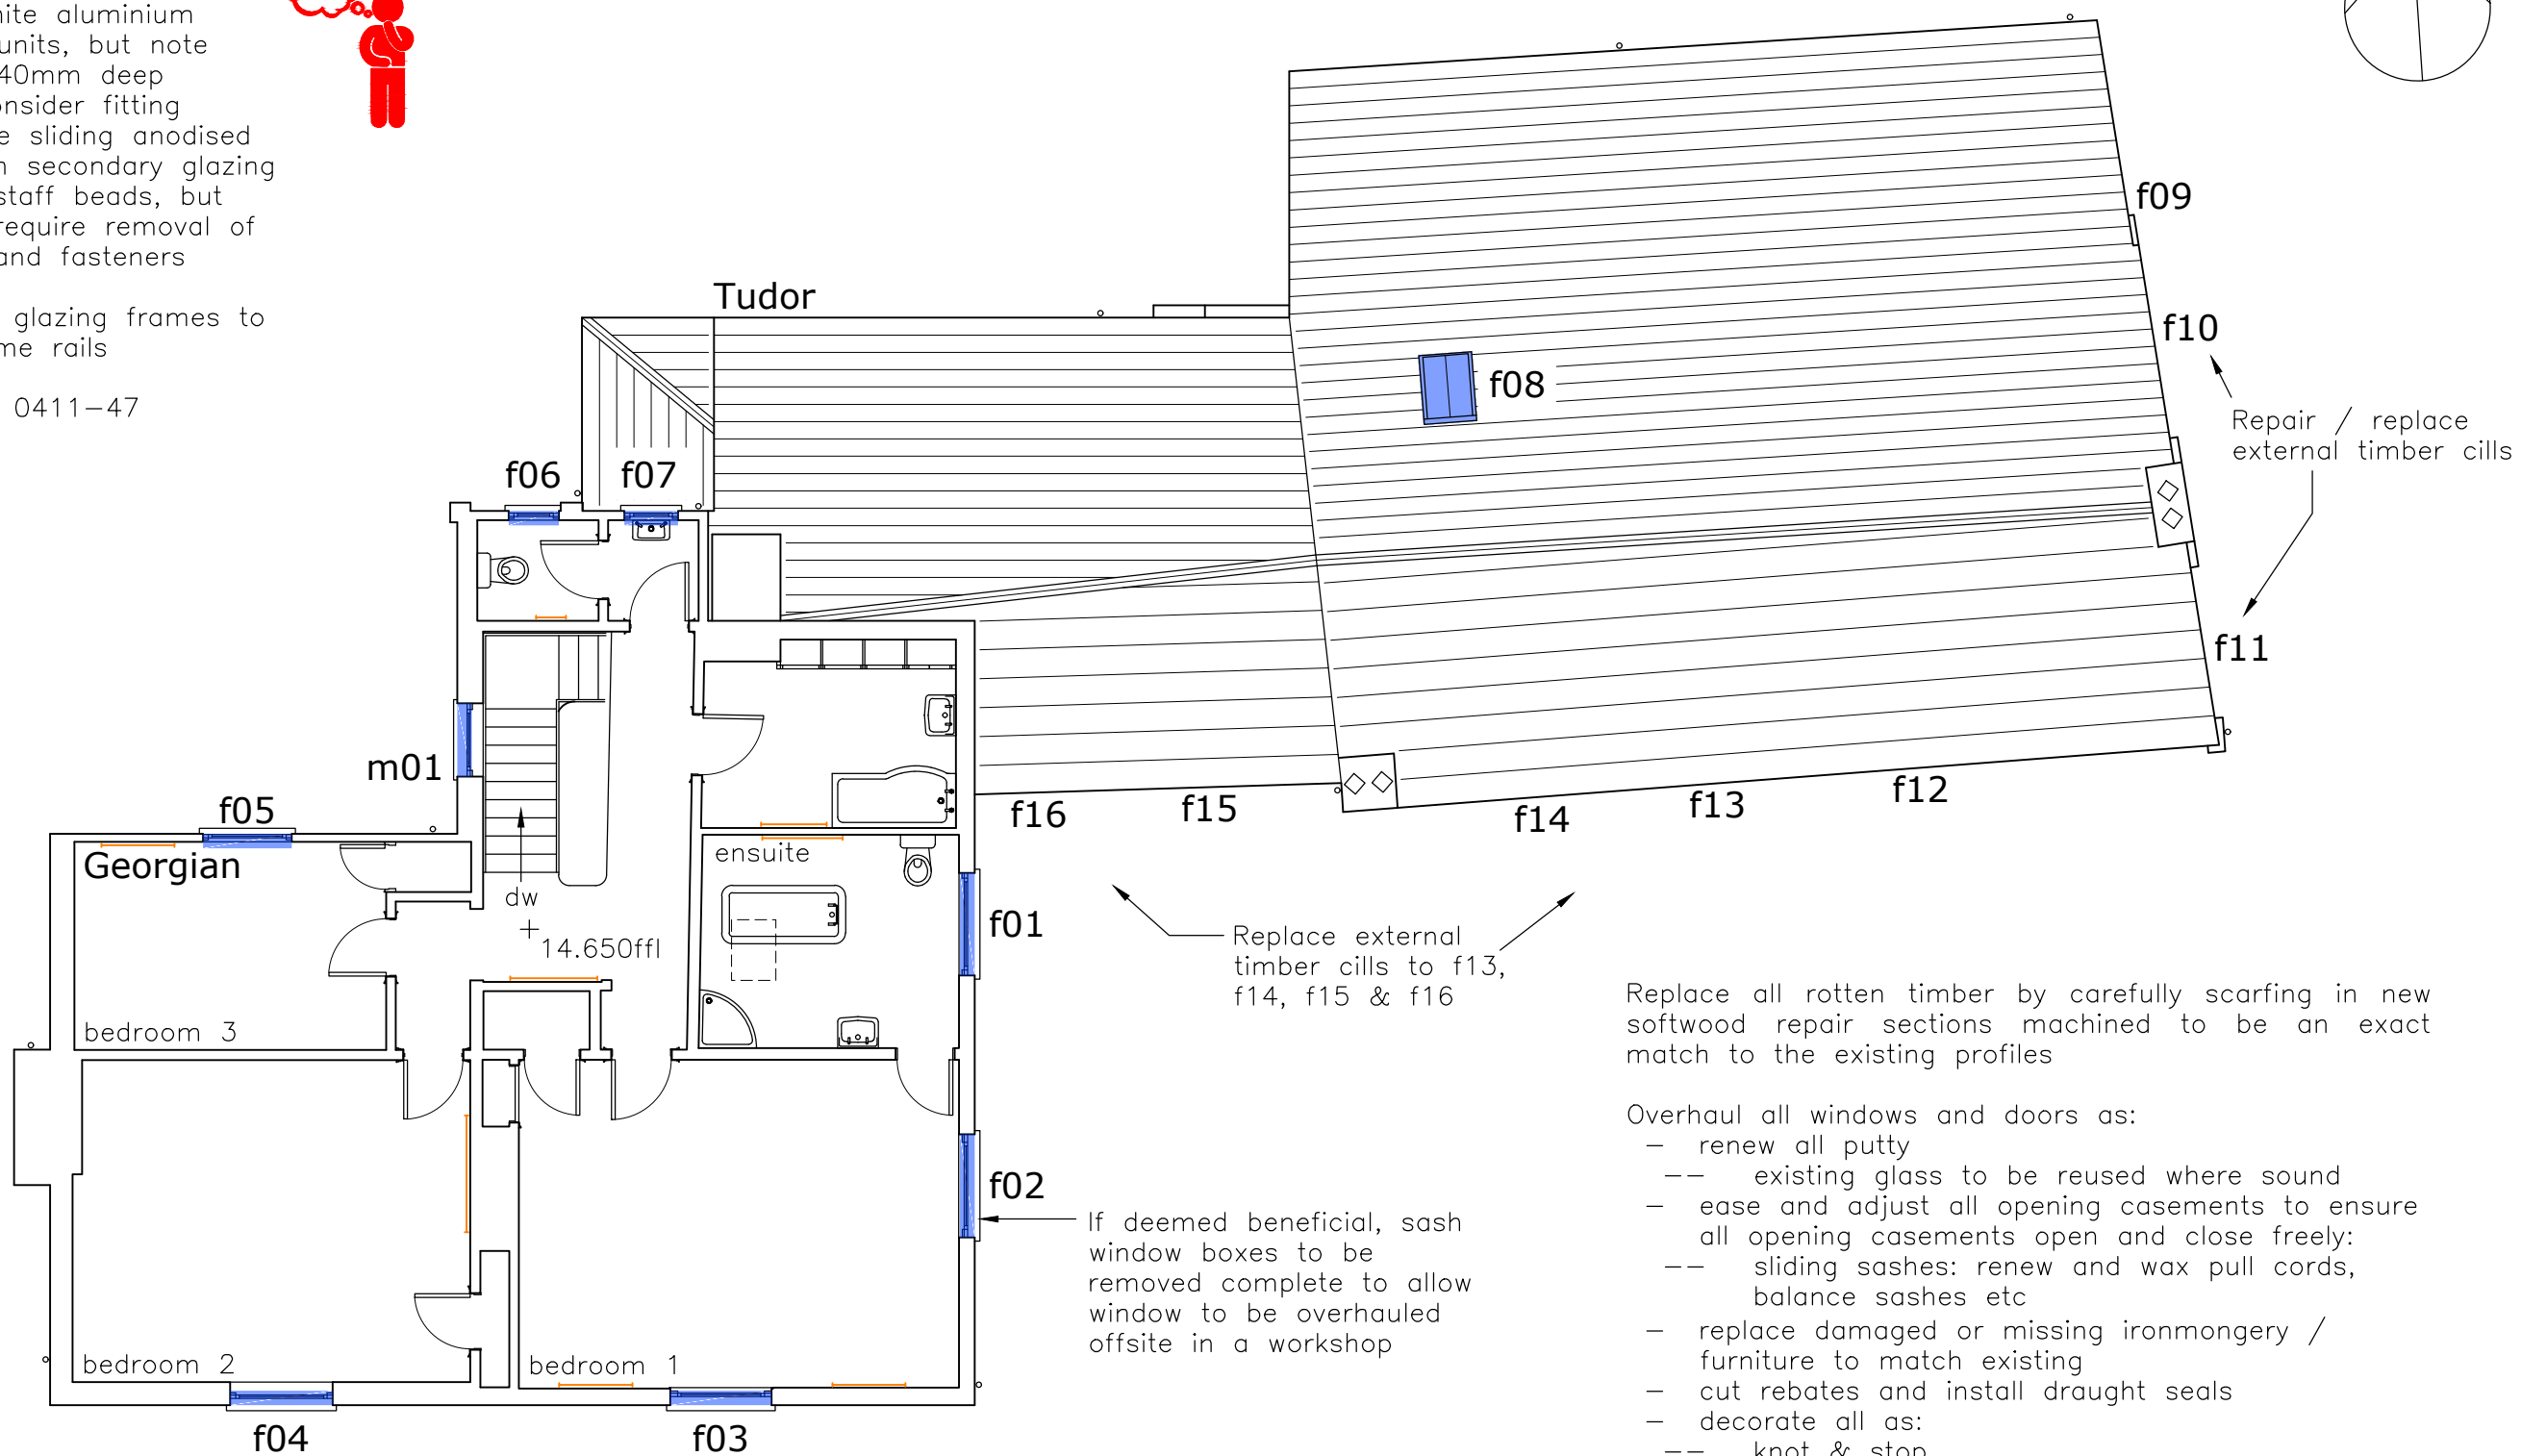 aluminium
units, but note
40mm deep
fitting
sliding anodised
secondary glazing
staff beads, but
require removal of
and fasteners
glazing frames to
rails
0411-47
Tudor
f09
f10
f08
Repair / replace
external timber cills
f06
f07
f11
m01
f05
f16
f15
f14
f13
f12
Georgian
ensuite
dw
14.650ffl
f01
Replace external
timber cills to f13,
f14, f15 & f16
bedroom 3
f02
If deemed beneficial, sash
window boxes to be
removed complete to allow
window to be overhauled
offsite in a workshop
bedroom 2
bedroom 1
f04
f03
Replace all rotten timber by carefully scarfing in new
softwood repair sections machined to be an exact
match to the existing profiles
Overhaul all windows and doors as:
- renew all putty
-- existing glass to be reused where sound
- ease and adjust all opening casements to ensure
all opening casements open and close freely:
-- sliding sashes: renew and wax pull cords,
balance sashes etc
- replace damaged or missing ironmongery /
furniture to match existing
- cut rebates and install draught seals
- decorate all as:
-- knot & stop